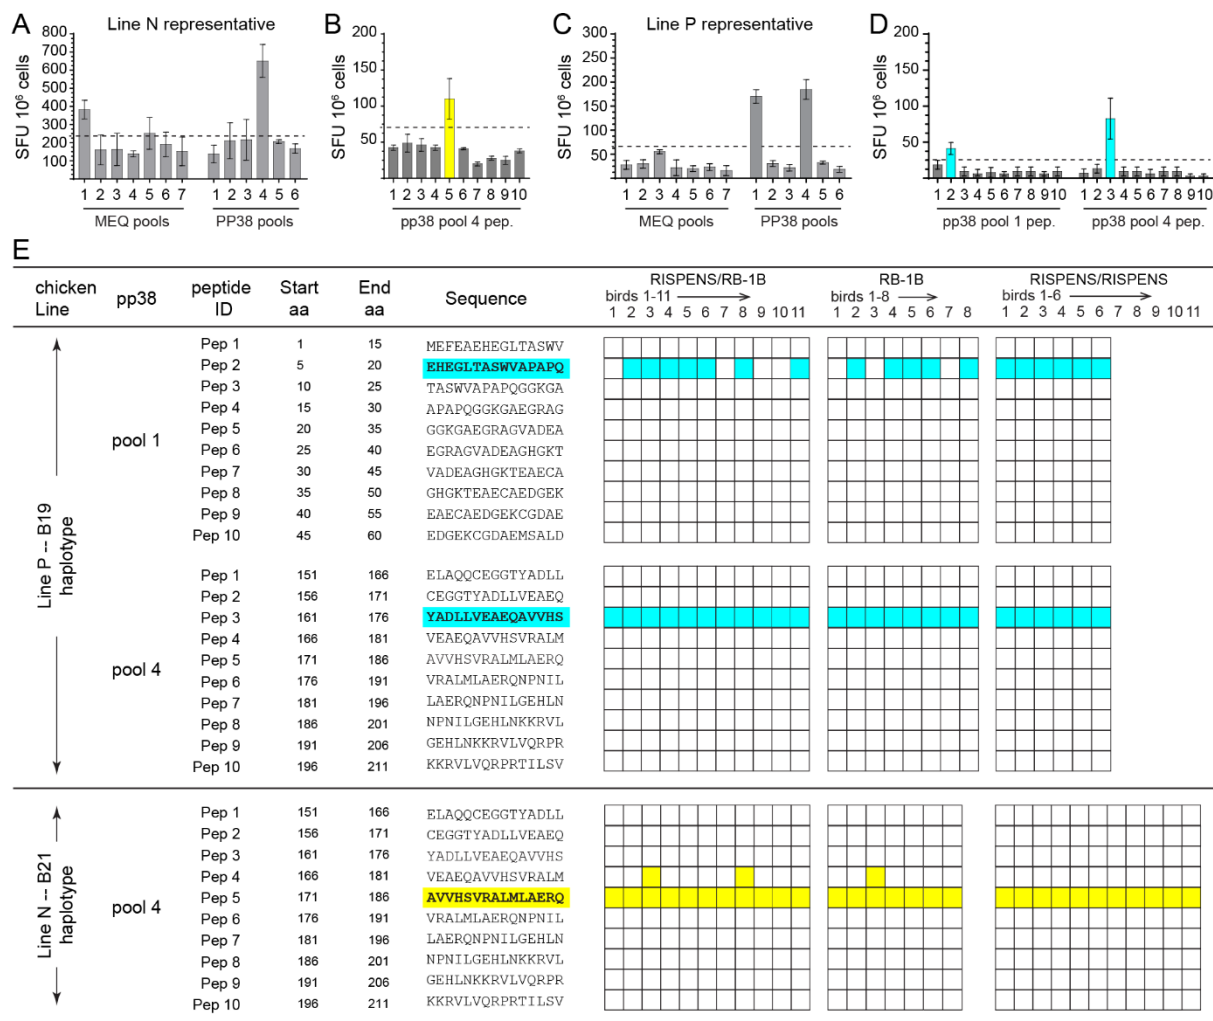 A Line N representative
SFU 10⁶ cells
800
700
600
500
400
300
200
100
1 2 3 4 5 6 7 1 2 3 4 5 6
MEQ pools PP38 pools
B
SFU 10⁶ cells
200
150
100
50
1 2 3 4 5 6 7 8 9 10
pp38 pool 4 pep.
C Line P representative
SFU 10⁶ cells
300
250
200
150
100
50
1 2 3 4 5 6 7 1 2 3 4 5 6
MEQ pools PP38 pools
D
SFU 10⁶ cells
200
150
100
50
1 2 3 4 5 6 7 8 9 10 1 2 3 4 5 6 7 8 9 10
pp38 pool 1 pep. pp38 pool 4 pep.
E
chicken Line pp38 peptide ID Start aa End aa Sequence
RISPENS/RB-1B RB-1B RISPENS/RISPENS
birds 1-11 birds 1-8 birds 1-6
1 2 3 4 5 6 7 8 9 10 11 1 2 3 4 5 6 7 8 1 2 3 4 5 6 7 8 9 10 11
Line P -- B19
haplotype
pool 1
Pep 1 1 15 MEFEAEHEGLTASWV
Pep 2 5 20 EHEGLTASWVAPAPQ
Pep 3 10 25 TASWVAPAPQGGKGA
Pep 4 15 30 APAPQGGKGAEGRAG
Pep 5 20 35 GGKGAEGRAGVADEA
Pep 6 25 40 EGRAGVADEAGHGKT
Pep 7 30 45 VADEAGHGKTEAECA
Pep 8 35 50 GHGKTEAECAEDGEK
Pep 9 40 55 EAECAEDGEKCGDAE
Pep 10 45 60 EDGEKCGDAEMSALD
pool 4
Pep 1 151 166 ELAQQCEGGTYADLL
Pep 2 156 171 CEGGTYADLLVEAEQ
Pep 3 161 176 YADLLVEAEQAVVHS
Pep 4 166 181 VEAEQAVVHSVRALM
Pep 5 171 186 AVVHSVRALMLAERQ
Pep 6 176 191 VRALMLAERQNPNIL
Pep 7 181 196 LAERQNPNILGEHLN
Pep 8 186 201 NPNILGEHLNKKRVL
Pep 9 191 206 GEHLNKKRVLVQRPR
Pep 10 196 211 KKRVLVQRPRTILSV
Line N -- B21
haplotype
pool 4
Pep 1 151 166 ELAQQCEGGTYADLL
Pep 2 156 171 CEGGTYADLLVEAEQ
Pep 3 161 176 YADLLVEAEQAVVHS
Pep 4 166 181 VEAEQAVVHSVRALM
Pep 5 171 186 AVVHSVRALMLAERQ
Pep 6 176 191 VRALMLAERQNPNIL
Pep 7 181 196 LAERQNPNILGEHLN
Pep 8 186 201 NPNILGEHLNKKRVL
Pep 9 191 206 GEHLNKKRVLVQRPR
Pep 10 196 211 KKRVLVQRPRTILSV